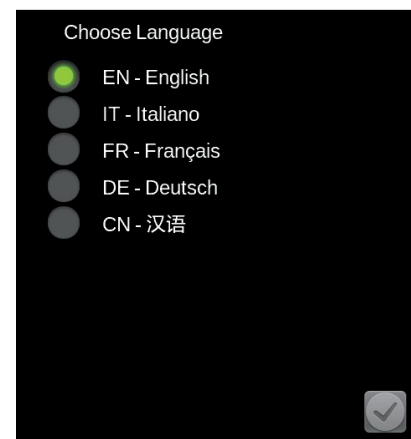 Choose Language
EN - English
IT - Italiano
FR - Français
DE - Deutsch
CN - 汉语